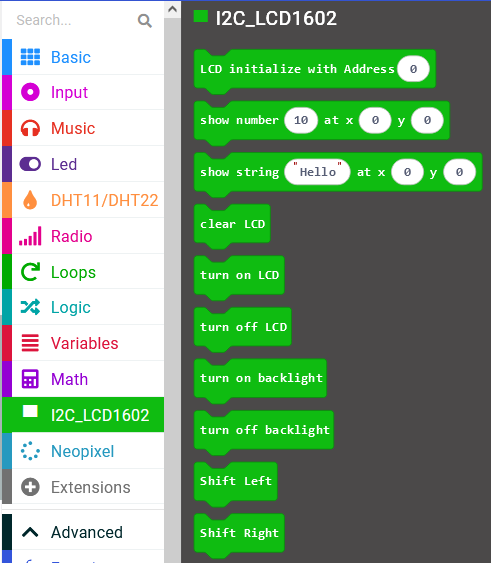 Search...
Basic
Input
Music
Led
DHT11/DHT22
Radio
Loops
Logic
Variables
Math
I2C_LCD1602
Neopixel
Extensions
Advanced
I2C_LCD1602
LCD initialize with Address 0
show number 10 at x 0 y 0
show string "Hello" at x 0 y 0
clear LCD
turn on LCD
turn off LCD
turn on backlight
turn off backlight
Shift Left
Shift Right